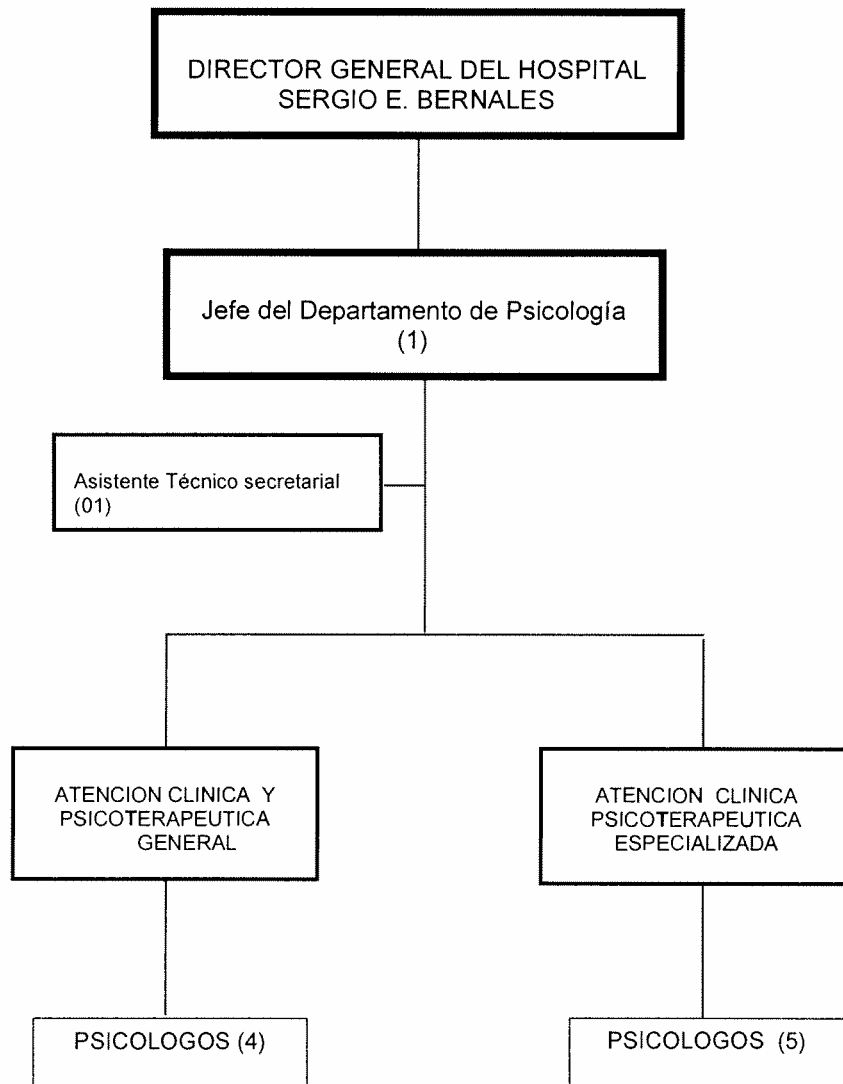 DIRECTOR GENERAL DEL HOSPITAL
SERGIO E. BERNALES
Jefe del Departamento de Psicología
(1)
Asistente Técnico secretarial
(01)
ATENCION CLINICA Y
PSICOTERAPEUTICA
GENERAL
ATENCION CLINICA
PSICOTERAPEUTICA
ESPECIALIZADA
PSICOLOGOS (4)
PSICOLOGOS (5)